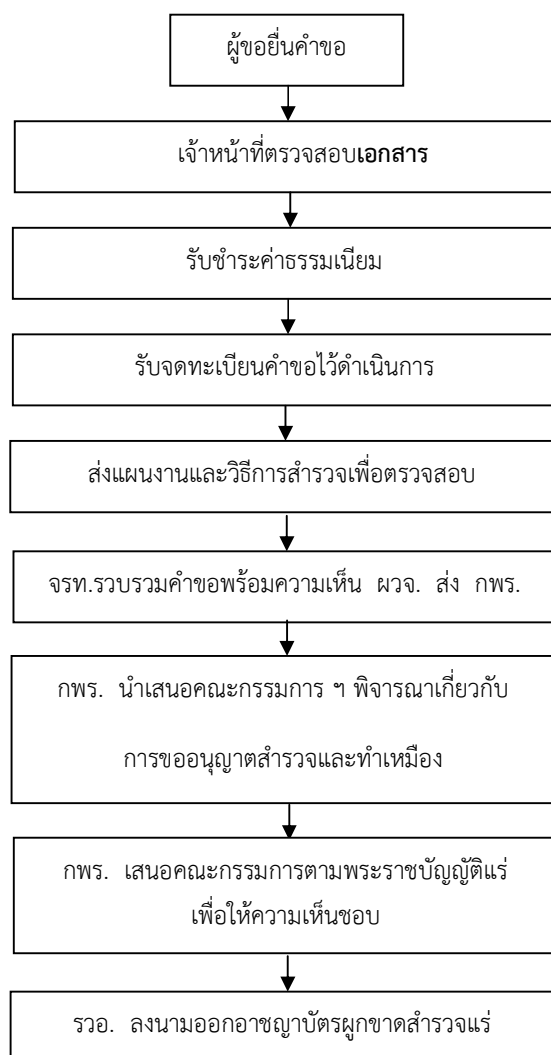 ผู้ขอยื่นคำขอ
เจ้าหน้าที่ตรวจสอบเอกสาร
รับชำระค่าธรรมเนียม
รับจดทะเบียนคำขอไว้ดำเนินการ
ส่งแผนงานและวิธีการสำรวจเพื่อตรวจสอบ
จรท.รวบรวมคำขอพร้อมความเห็น ผวจ. ส่ง กพร.
กพร. นำเสนอคณะกรรมการ ฯ พิจารณาเกี่ยวกับ
การขออนุญาตสำรวจและทำเหมือง
กพร. เสนอคณะกรรมการตามพระราชบัญญัติแร่
เพื่อให้ความเห็นชอบ
รวอ. ลงนามออกอาชญาบัตรผูกขาดสำรวจแร่